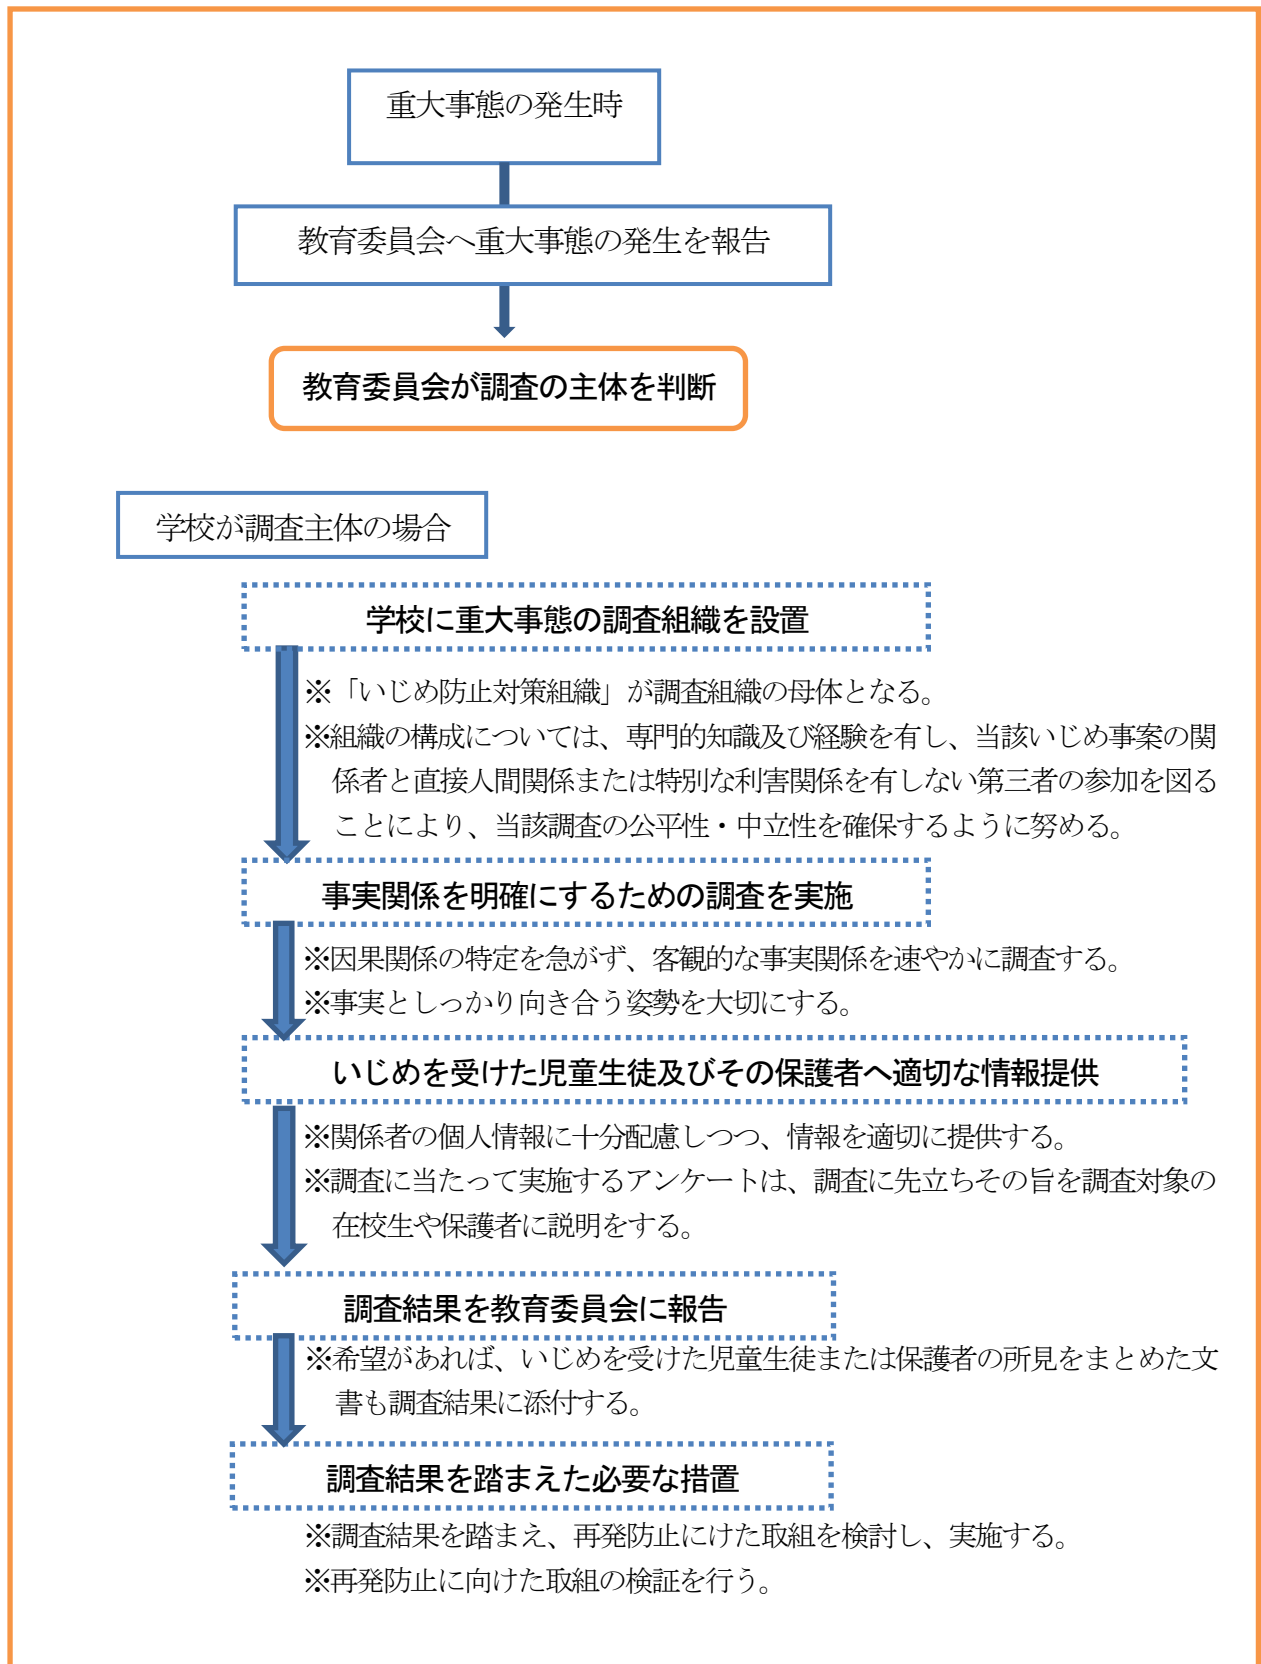 重大事態の発生時
教育委員会へ重大事態の発生を報告
教育委員会が調査の主体を判断
学校が調査主体の場合
学校に重大事態の調査組織を設置
※「いじめ防止対策組織」が調査組織の母体となる。
※組織の構成については、専門的知識及び経験を有し、当該いじめ事案の関
係者と直接人間関係または特別な利害関係を有しない第三者の参加を図る
ことにより、当該調査の公平性・中立性を確保するように努める。
事実関係を明確にするための調査を実施
※因果関係の特定を急がず、客観的な事実関係を速やかに調査する。
※事実としっかり向き合う姿勢を大切にする。
いじめを受けた児童生徒及びその保護者へ適切な情報提供
※関係者の個人情報に十分配慮しつつ、情報を適切に提供する。
※調査に当たって実施するアンケートは、調査に先立ちその旨を調査対象の
在校生や保護者に説明をする。
調査結果を教育委員会に報告
※希望があれば、いじめを受けた児童生徒または保護者の所見をまとめた文
書も調査結果に添付する。
調査結果を踏まえた必要な措置
※調査結果を踏まえ、再発防止にけた取組を検討し、実施する。
※再発防止に向けた取組の検証を行う。